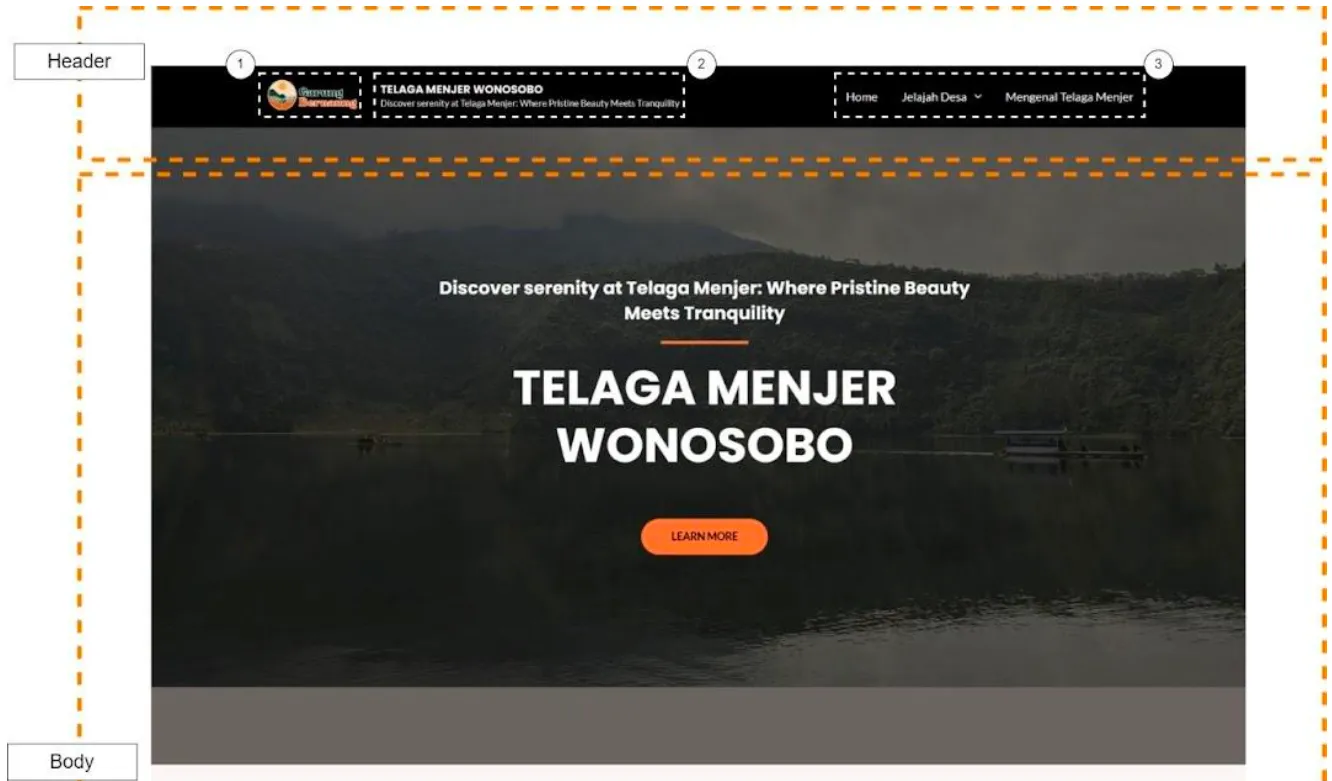 Header
1
2
3
Garung
Bernaung
TELAGA MENJER WONOSOBO
Discover serenity at Telaga Menjer: Where Pristine Beauty Meets Tranquility
Home
Jelajah Desa
Mengenal Telaga Menjer
Discover serenity at Telaga Menjer: Where Pristine Beauty
Meets Tranquility
TELAGA MENJER
WONOSOBO
LEARN MORE
Body